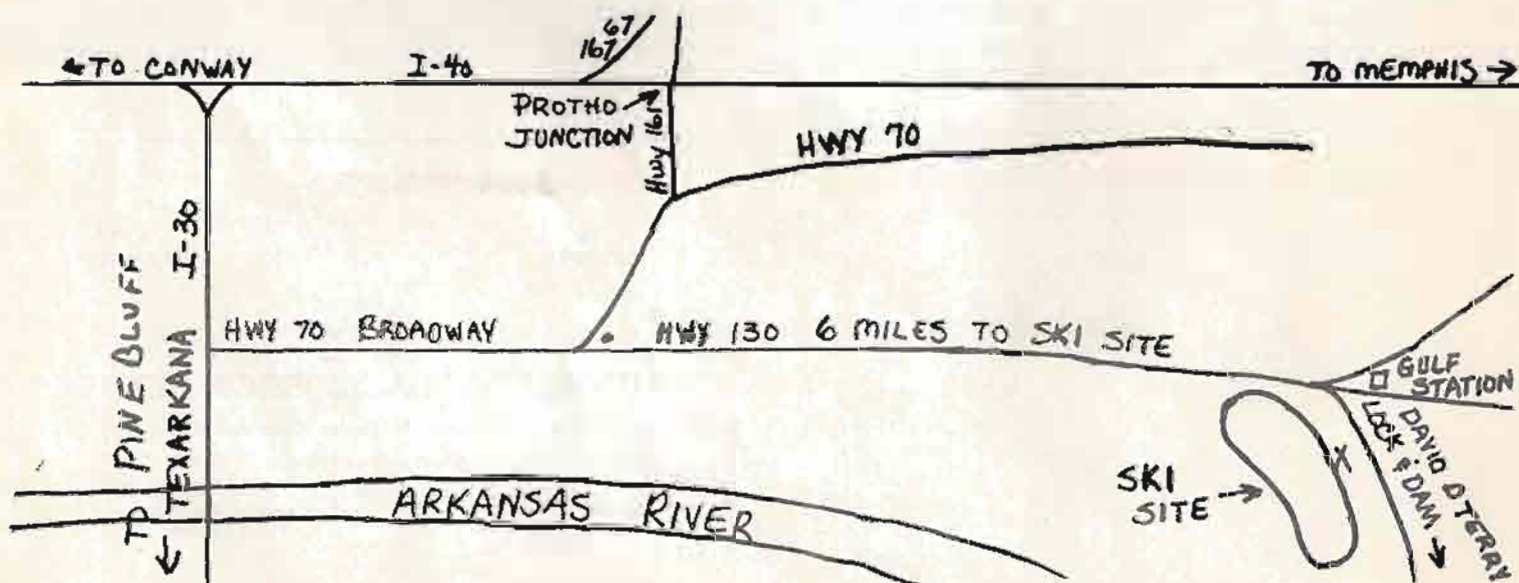 67
167
← TO CONWAY
I-40
TO MEMPHIS →
PROTHO
JUNCTION
HWY 161
HWY 70
I-30
PINE BLUFF
TO TEXARKANA
HWY 70 BROADWAY
HWY 130 6 MILES TO SKI SITE
GULF
STATION
DAVID D TERRY
LOCK & DAM →
SKI
SITE
X
ARKANSAS RIVER